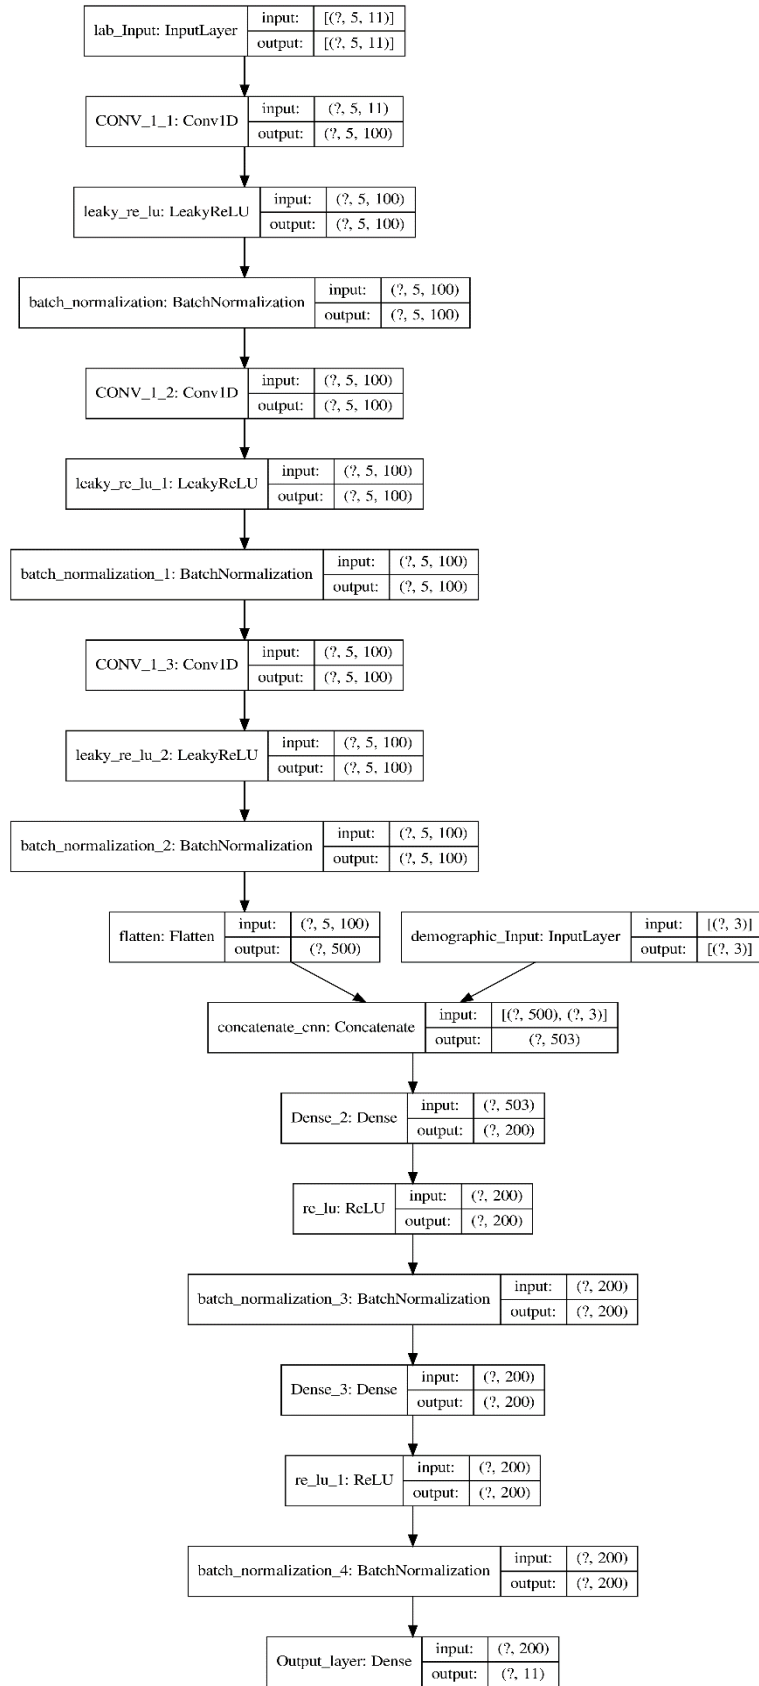 lab_Input: InputLayer
input: [(?, 5, 11)]
output: [(?, 5, 11)]
CONV_1_1: Conv1D
input: (?, 5, 11)
output: (?, 5, 100)
leaky_re_lu: LeakyReLU
input: (?, 5, 100)
output: (?, 5, 100)
batch_normalization: BatchNormalization
input: (?, 5, 100)
output: (?, 5, 100)
CONV_1_2: Conv1D
input: (?, 5, 100)
output: (?, 5, 100)
leaky_re_lu_1: LeakyReLU
input: (?, 5, 100)
output: (?, 5, 100)
batch_normalization_1: BatchNormalization
input: (?, 5, 100)
output: (?, 5, 100)
CONV_1_3: Conv1D
input: (?, 5, 100)
output: (?, 5, 100)
leaky_re_lu_2: LeakyReLU
input: (?, 5, 100)
output: (?, 5, 100)
batch_normalization_2: BatchNormalization
input: (?, 5, 100)
output: (?, 5, 100)
flatten: Flatten
input: (?, 5, 100)
output: (?, 500)
demographic_Input: InputLayer
input: [(?, 3)]
output: [(?, 3)]
concatenate_cnn: Concatenate
input: [(?, 500), (?, 3)]
output: (?, 503)
Dense_2: Dense
input: (?, 503)
output: (?, 200)
re_lu: ReLU
input: (?, 200)
output: (?, 200)
batch_normalization_3: BatchNormalization
input: (?, 200)
output: (?, 200)
Dense_3: Dense
input: (?, 200)
output: (?, 200)
re_lu_1: ReLU
input: (?, 200)
output: (?, 200)
batch_normalization_4: BatchNormalization
input: (?, 200)
output: (?, 200)
Output_layer: Dense
input: (?, 200)
output: (?, 11)